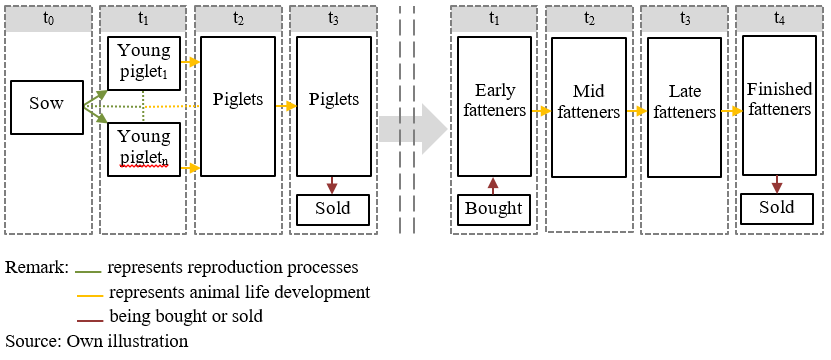 t₀ t₁ t₂ t₃ t₁ t₂ t₃ t₄
Young
piglet₁
Sow
Piglets
Piglets
Young
pigletₙ
Sold
Early
fatteners
Mid
fatteners
Late
fatteners
Finished
fatteners
Bought
Sold
Remark: represents reproduction processes
represents animal life development
being bought or sold
Source: Own illustration